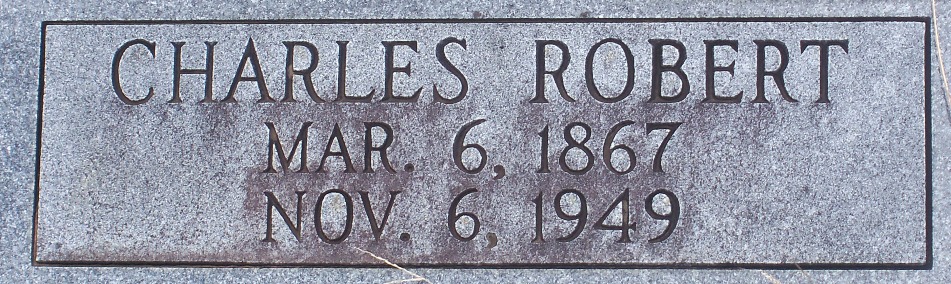 CHARLES ROBERT
MAR. 6, 1867
NOV. 6, 1949